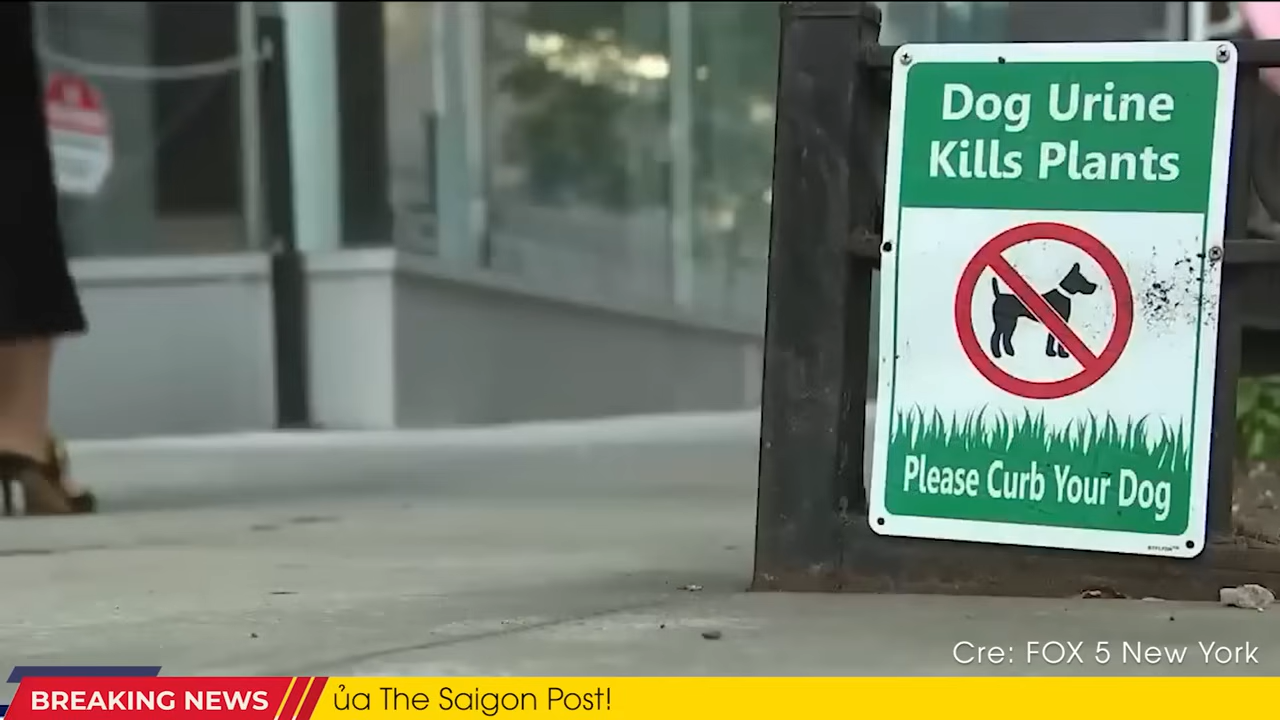 Dog Urine
Kills Plants
Please Curb Your Dog
Cre: FOX 5 New York
BREAKING NEWS
ủa The Saigon Post!